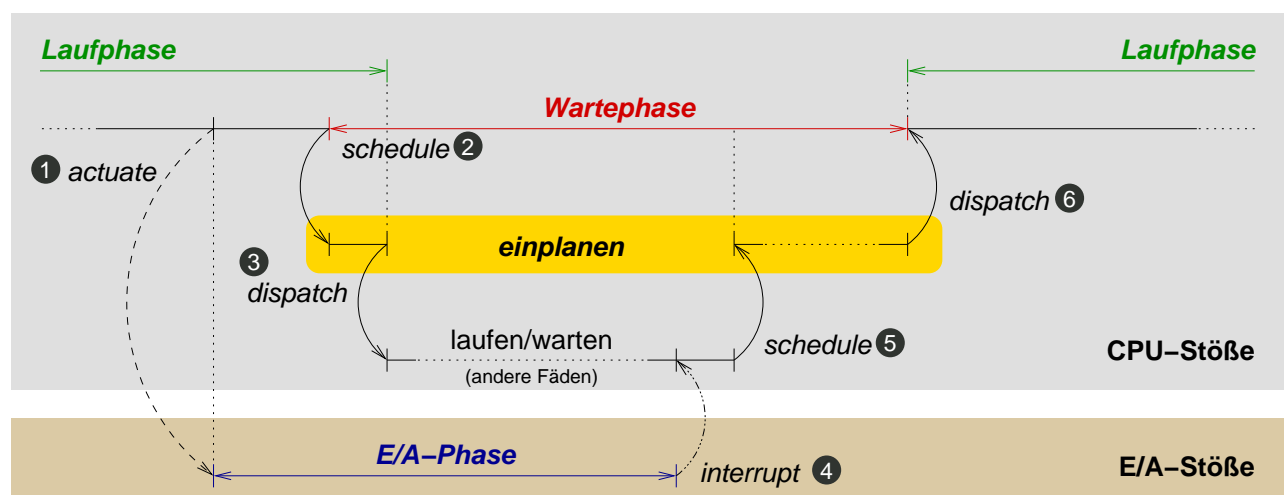 Laufphase
Laufphase
Wartephase
1 actuate
schedule 2
dispatch 6
einplanen
3
dispatch
laufen/warten
(andere Fäden)
schedule 5
CPU–Stöße
E/A–Phase
interrupt 4
E/A–Stöße